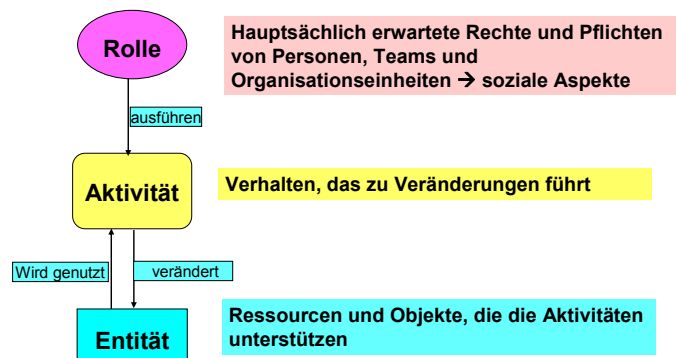 Rolle
Hauptsächlich erwartete Rechte und Pflichten
von Personen, Teams und
Organisationseinheiten → soziale Aspekte
ausführen
Aktivität
Verhalten, das zu Veränderungen führt
Wird genutzt
verändert
Entität
Ressourcen und Objekte, die die Aktivitäten
unterstützen